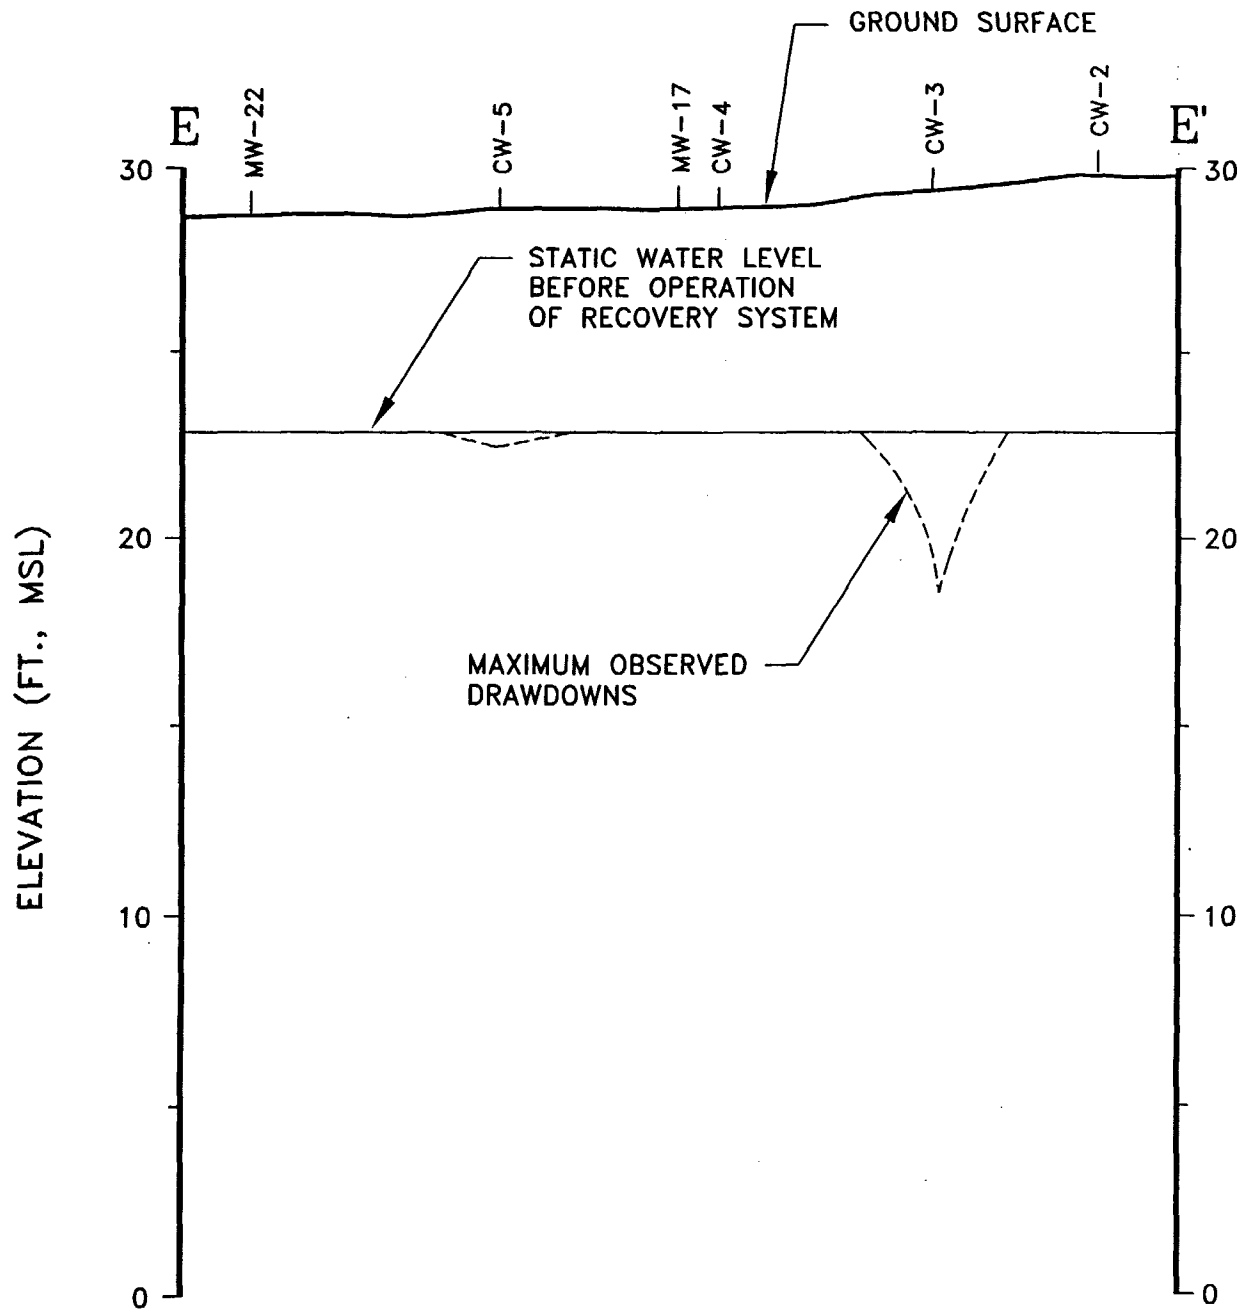 GROUND SURFACE
E
MW-22
CW-5
MW-17
CW-4
CW-3
CW-2
E'
30
30
STATIC WATER LEVEL
BEFORE OPERATION
OF RECOVERY SYSTEM
20
20
ELEVATION (FT., MSL)
MAXIMUM OBSERVED
DRAWDOWNS
10
10
0
0